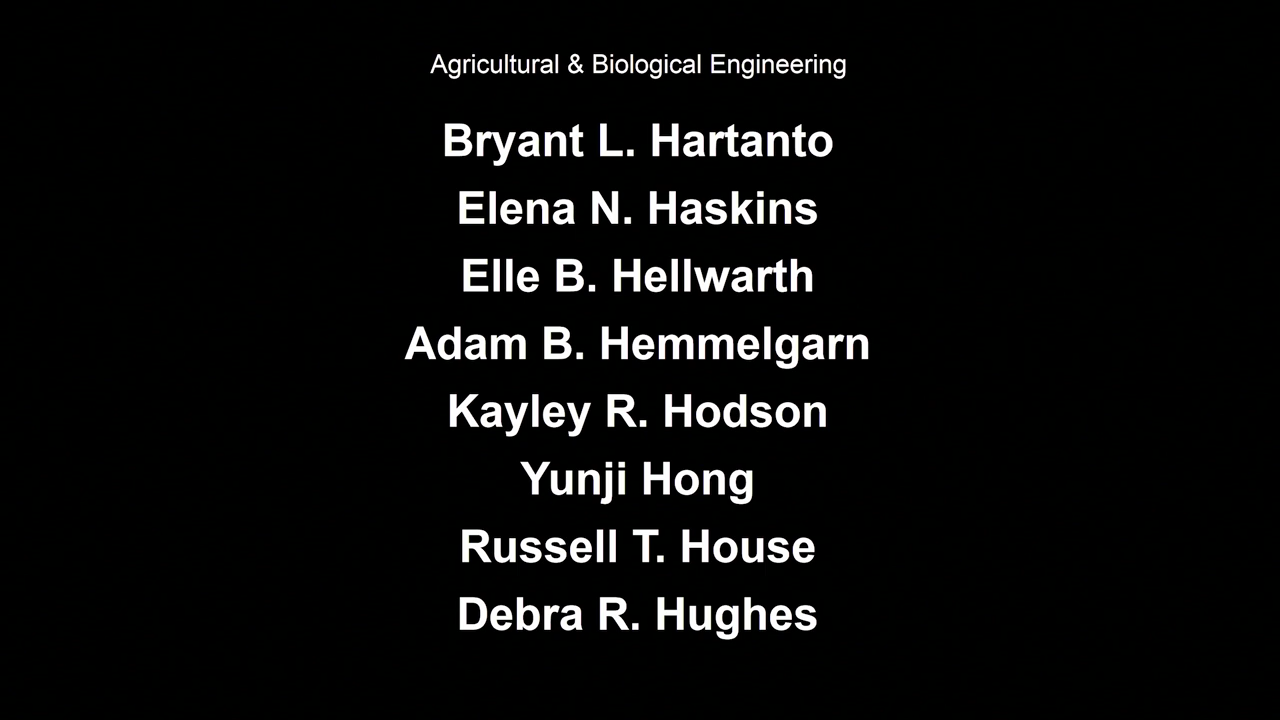 Agricultural & Biological Engineering
Bryant L. Hartanto
Elena N. Haskins
Elle B. Hellwarth
Adam B. Hemmelgarn
Kayley R. Hodson
Yunji Hong
Russell T. House
Debra R. Hughes